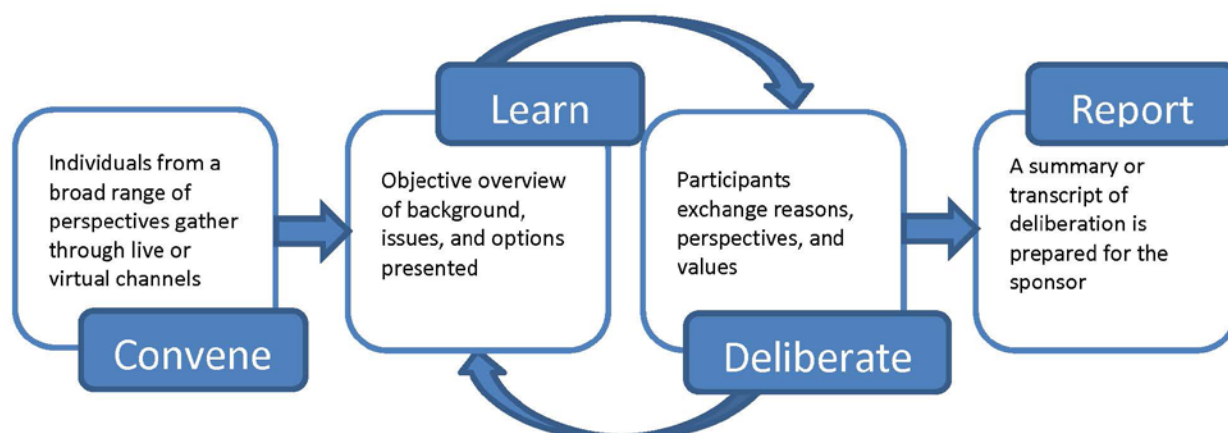 Individuals from a
broad range of
perspectives gather
through live or
virtual channels
Convene
Learn
Objective overview
of background,
issues, and options
presented
Participants
exchange reasons,
perspectives, and
values
Deliberate
Report
A summary or
transcript of
deliberation is
prepared for the
sponsor